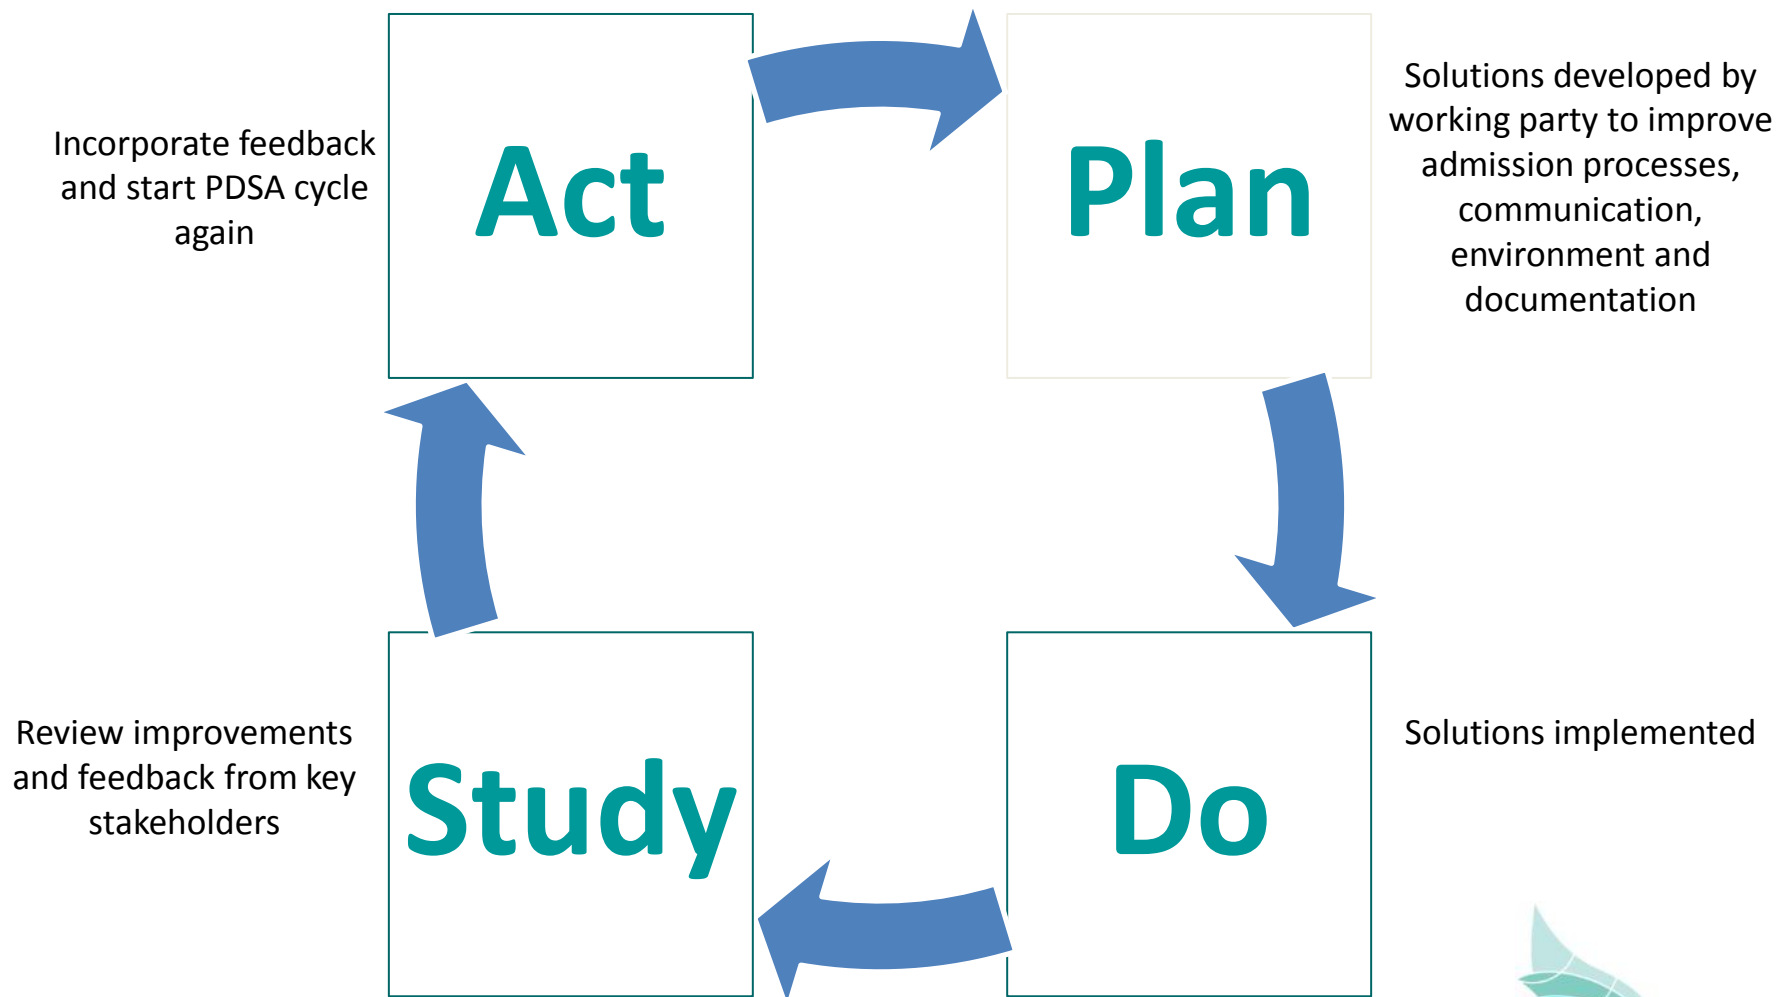 Act
Incorporate feedback
and start PDSA cycle
again
Plan
Solutions developed by
working party to improve
admission processes,
communication,
environment and
documentation
Do
Solutions implemented
Study
Review improvements
and feedback from key
stakeholders